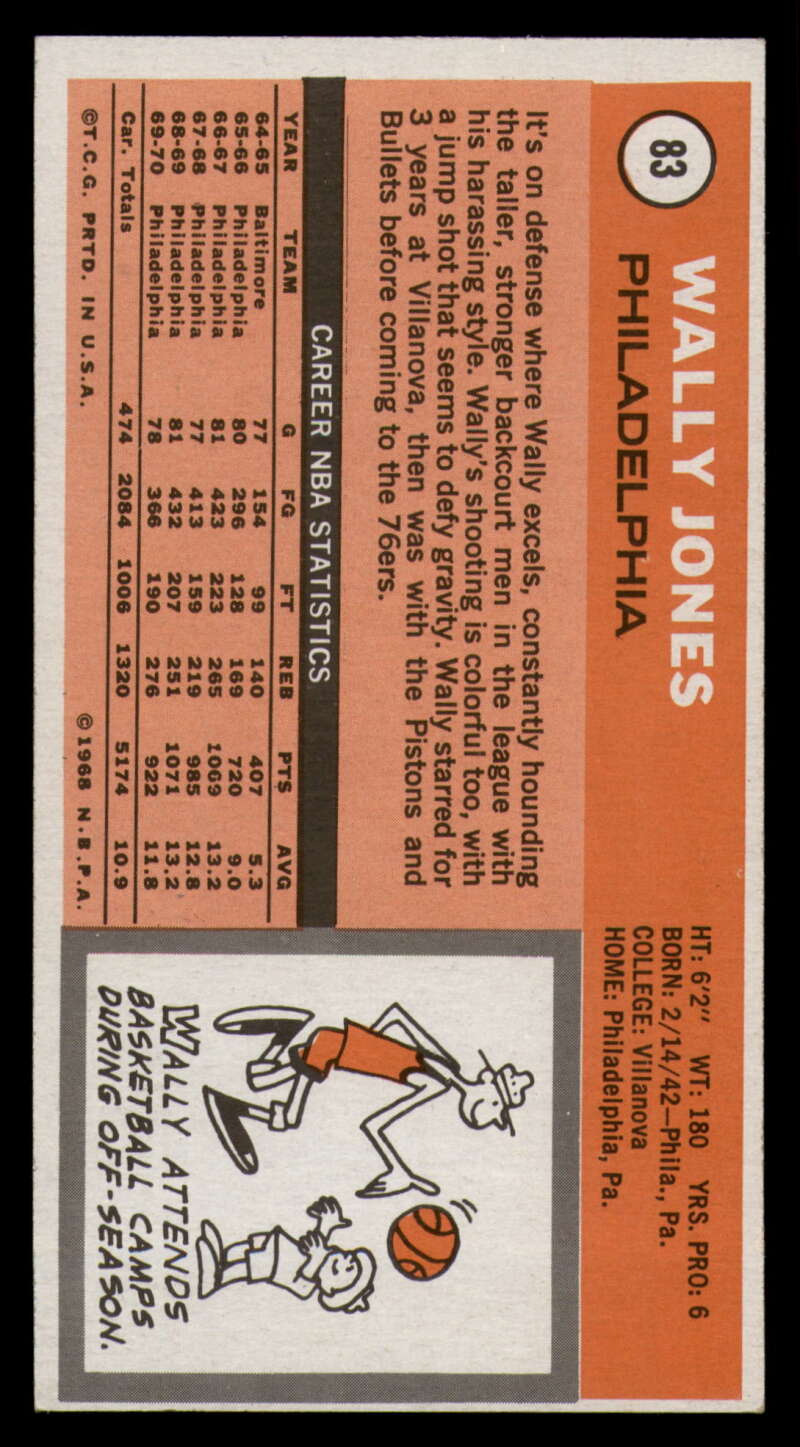 83
WALLY JONES
PHILADELPHIA
HT: 6'2" WT: 180 YRS. PRO: 6
BORN: 2/14/42—Phila., Pa.
COLLEGE: Villanova
HOME: Philadelphia, Pa.
It's on defense where Wally excels, constantly hounding
the taller, stronger backcourt men in the league with
his harassing style. Wally's shooting is colorful too, with
a jump shot that seems to defy gravity. Wally starred for
3 years at Villanova, then was with the Pistons and
Bullets before coming to the 76ers.
CAREER NBA STATISTICS
YEAR TEAM G FG FT REB PTS AVG
64-65 Baltimore 77 154 99 140 407 5.3
65-66 Philadelphia 80 296 128 169 720 9.0
66-67 Philadelphia 81 423 223 265 1069 13.2
67-68 Philadelphia 77 413 159 219 985 12.8
68-69 Philadelphia 81 432 207 251 1071 13.2
69-70 Philadelphia 78 366 190 276 922 11.8
Car. Totals 474 2084 1006 1320 5174 10.9
©T.C.G. PRTD. IN U.S.A. ©1968 N.B.P.A.
WALLY ATTENDS
BASKETBALL CAMPS
DURING OFF-SEASON.